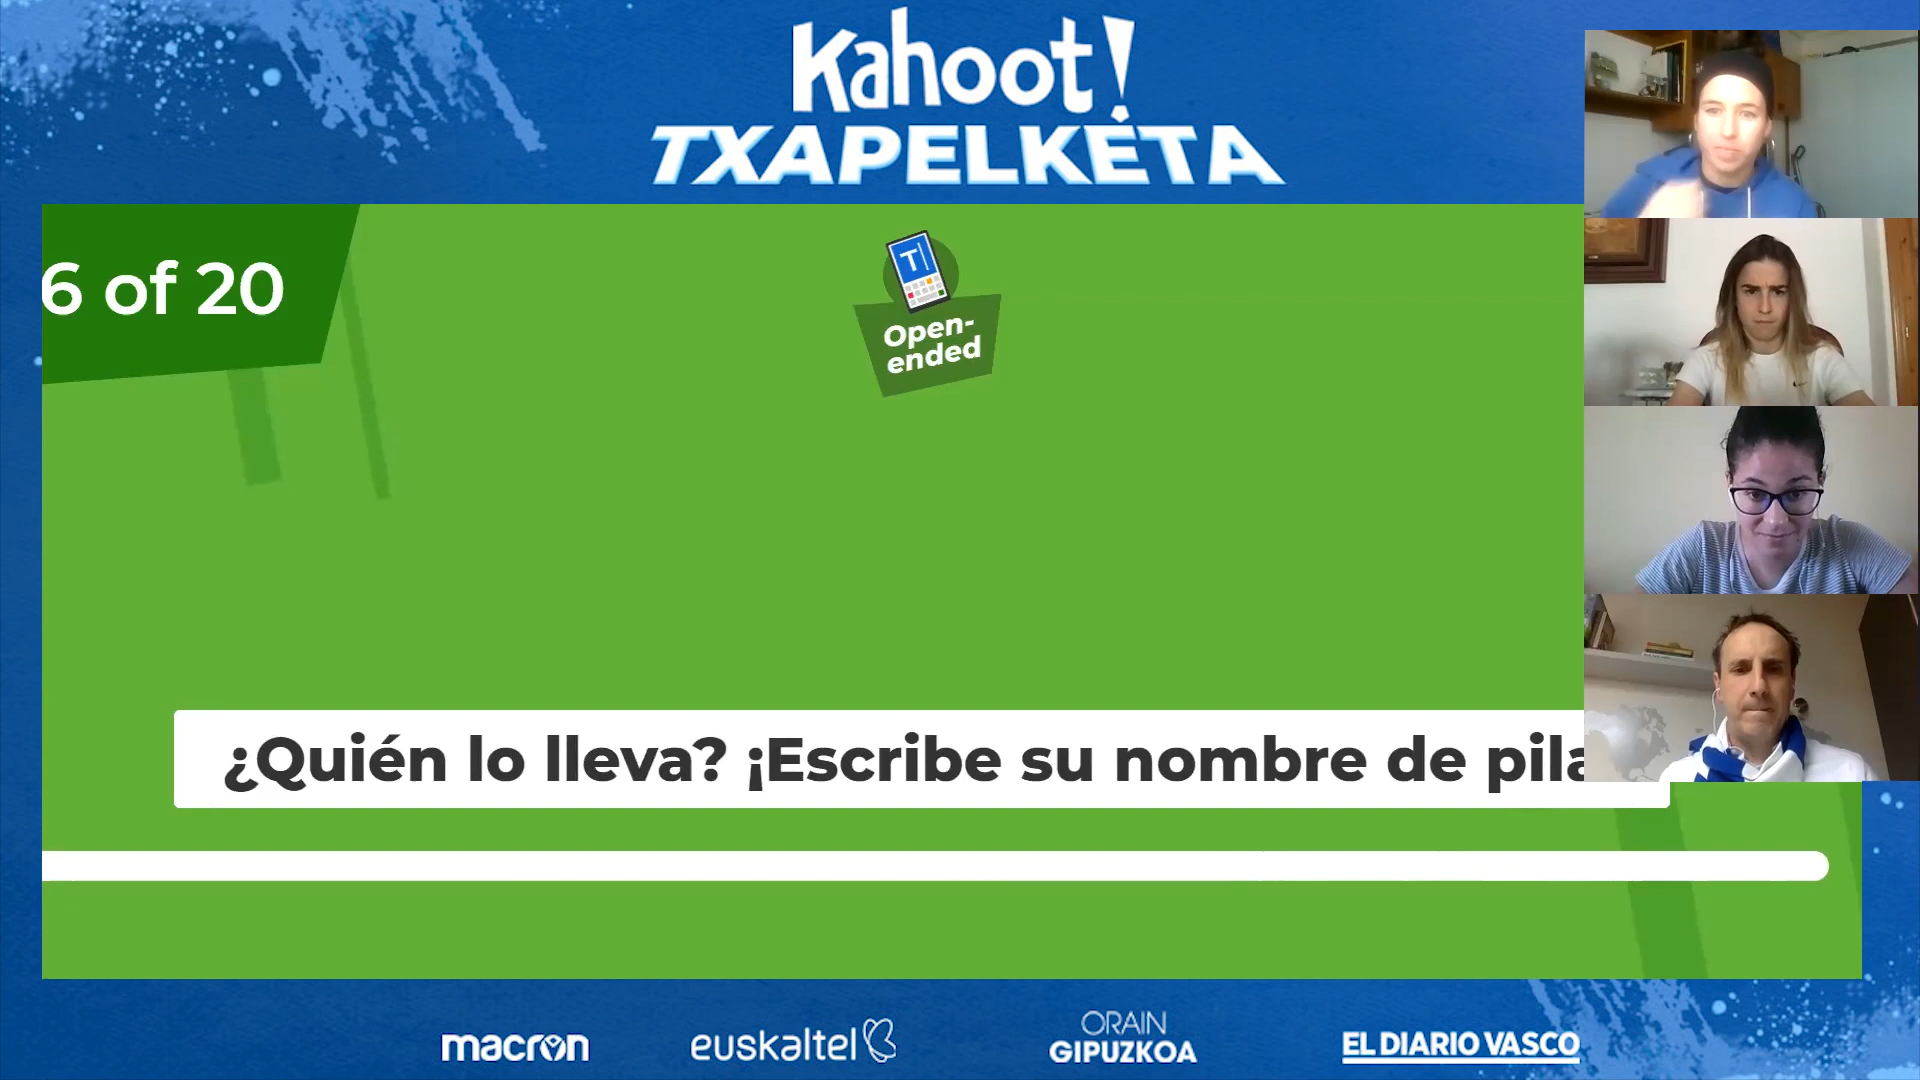 Kahoot!
TXAPELKETA
6 of 20
T
Open-
ended
¿Quién lo lleva? ¡Escribe su nombre de pila
macron
euskaltel
ORAIN
GIPUZKOA
EL DIARIO VASCO